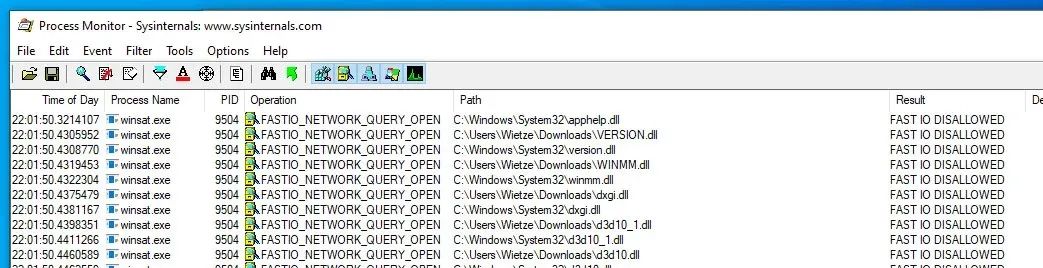 Process Monitor - Sysinternals: www.sysinternals.com
File Edit Event Filter Tools Options Help
Time of Day Process Name PID Operation Path Result De
22:01:50.3214107 winsat.exe 9504 FASTIO_NETWORK_QUERY_OPEN C:\Windows\System32\apphelp.dll FAST IO DISALLOWED
22:01:50.4305952 winsat.exe 9504 FASTIO_NETWORK_QUERY_OPEN C:\Users\Wietze\Downloads\VERSION.dll FAST IO DISALLOWED
22:01:50.4308770 winsat.exe 9504 FASTIO_NETWORK_QUERY_OPEN C:\Windows\System32\version.dll FAST IO DISALLOWED
22:01:50.4319453 winsat.exe 9504 FASTIO_NETWORK_QUERY_OPEN C:\Users\Wietze\Downloads\WINMM.dll FAST IO DISALLOWED
22:01:50.4322304 winsat.exe 9504 FASTIO_NETWORK_QUERY_OPEN C:\Windows\System32\winmm.dll FAST IO DISALLOWED
22:01:50.4375479 winsat.exe 9504 FASTIO_NETWORK_QUERY_OPEN C:\Users\Wietze\Downloads\dxgi.dll FAST IO DISALLOWED
22:01:50.4381167 winsat.exe 9504 FASTIO_NETWORK_QUERY_OPEN C:\Windows\System32\dxgi.dll FAST IO DISALLOWED
22:01:50.4398351 winsat.exe 9504 FASTIO_NETWORK_QUERY_OPEN C:\Users\Wietze\Downloads\d3d10_1.dll FAST IO DISALLOWED
22:01:50.4411266 winsat.exe 9504 FASTIO_NETWORK_QUERY_OPEN C:\Windows\System32\d3d10_1.dll FAST IO DISALLOWED
22:01:50.4460589 winsat.exe 9504 FASTIO_NETWORK_QUERY_OPEN C:\Users\Wietze\Downloads\d3d10.dll FAST IO DISALLOWED